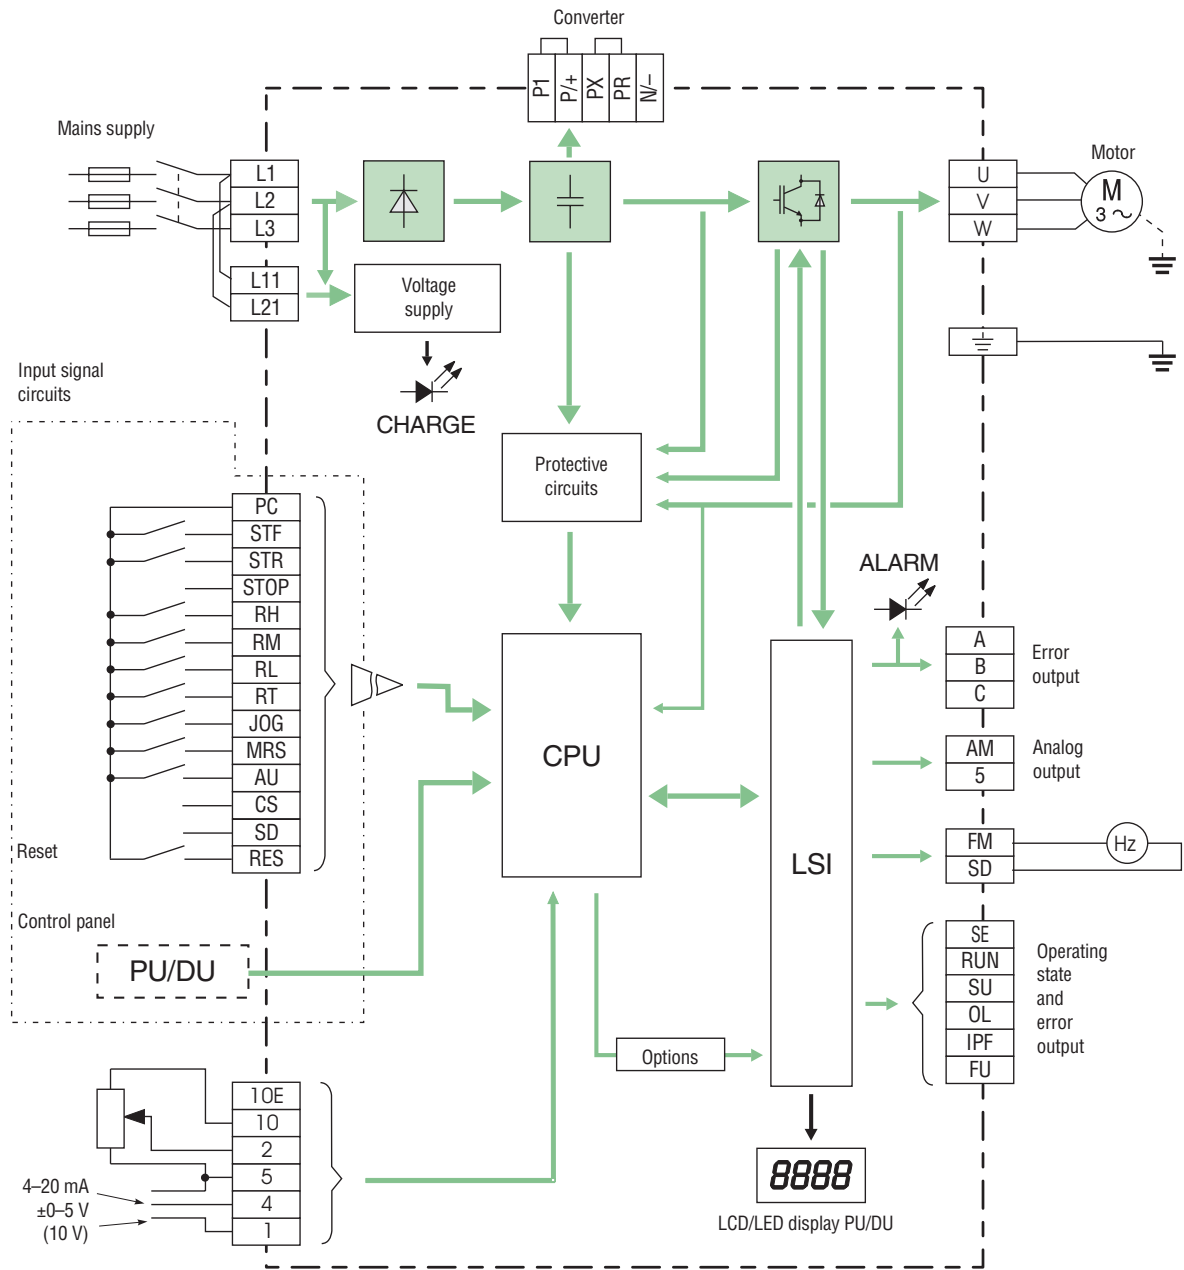 Converter
P1
P/+
PX
PR
N/–
Mains supply
L1
L2
L3
L11
L21
Voltage
supply
CHARGE
U
V
W
Motor
M
3 ~
Input signal
circuits
Protective
circuits
PC
STF
STR
STOP
RH
RM
RL
RT
JOG
MRS
AU
CS
SD
RES
Reset
Control panel
PU/DU
CPU
LSI
ALARM
A
B
C
Error
output
AM
5
Analog
output
FM
SD
Hz
SE
RUN
SU
OL
IPF
FU
Operating
state
and
error
output
Options
10E
10
2
5
4
1
4–20 mA
±0–5 V
(10 V)
8888
LCD/LED display PU/DU